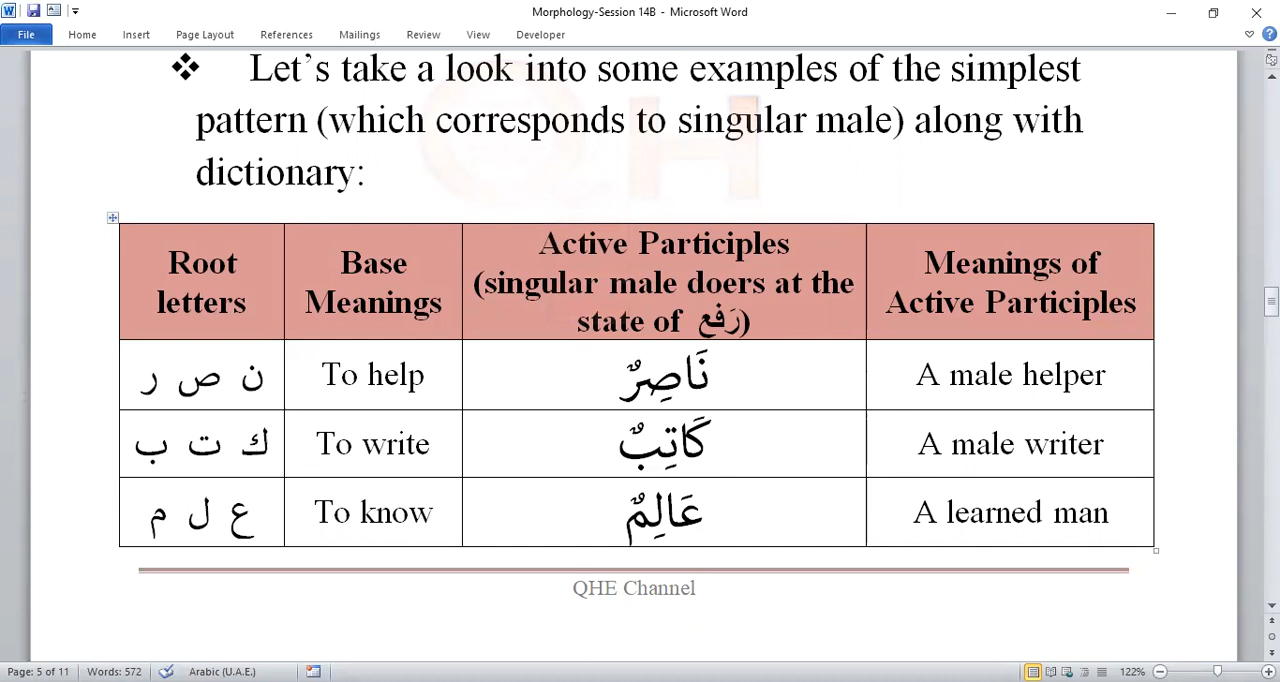 Morphology-Session 14B - Microsoft Word
File Home Insert Page Layout References Mailings Review View Developer
❖ Let's take a look into some examples of the simplest
pattern (which corresponds to singular male) along with
dictionary:
Root letters
Base Meanings
Active Participles (singular male doers at the state of رَفع)
Meanings of Active Participles
ن ص ر
To help
نَاصِرٌ
A male helper
ك ت ب
To write
كَاتِبٌ
A male writer
ع ل م
To know
عَالِمٌ
A learned man
QHE Channel
Page: 5 of 11 Words: 572 Arabic (U.A.E.) 122%